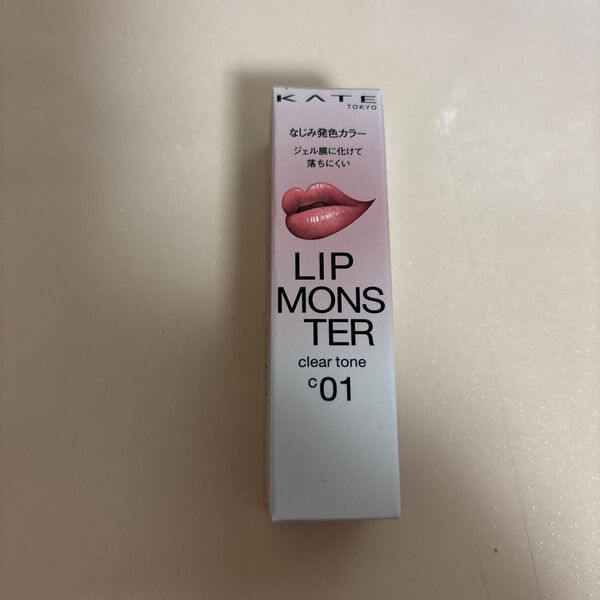 KATE
TOKYO
なじみ発色カラー
ジェル膜に化けて
落ちにくい
LIP
MONS
TER
clear tone
c01